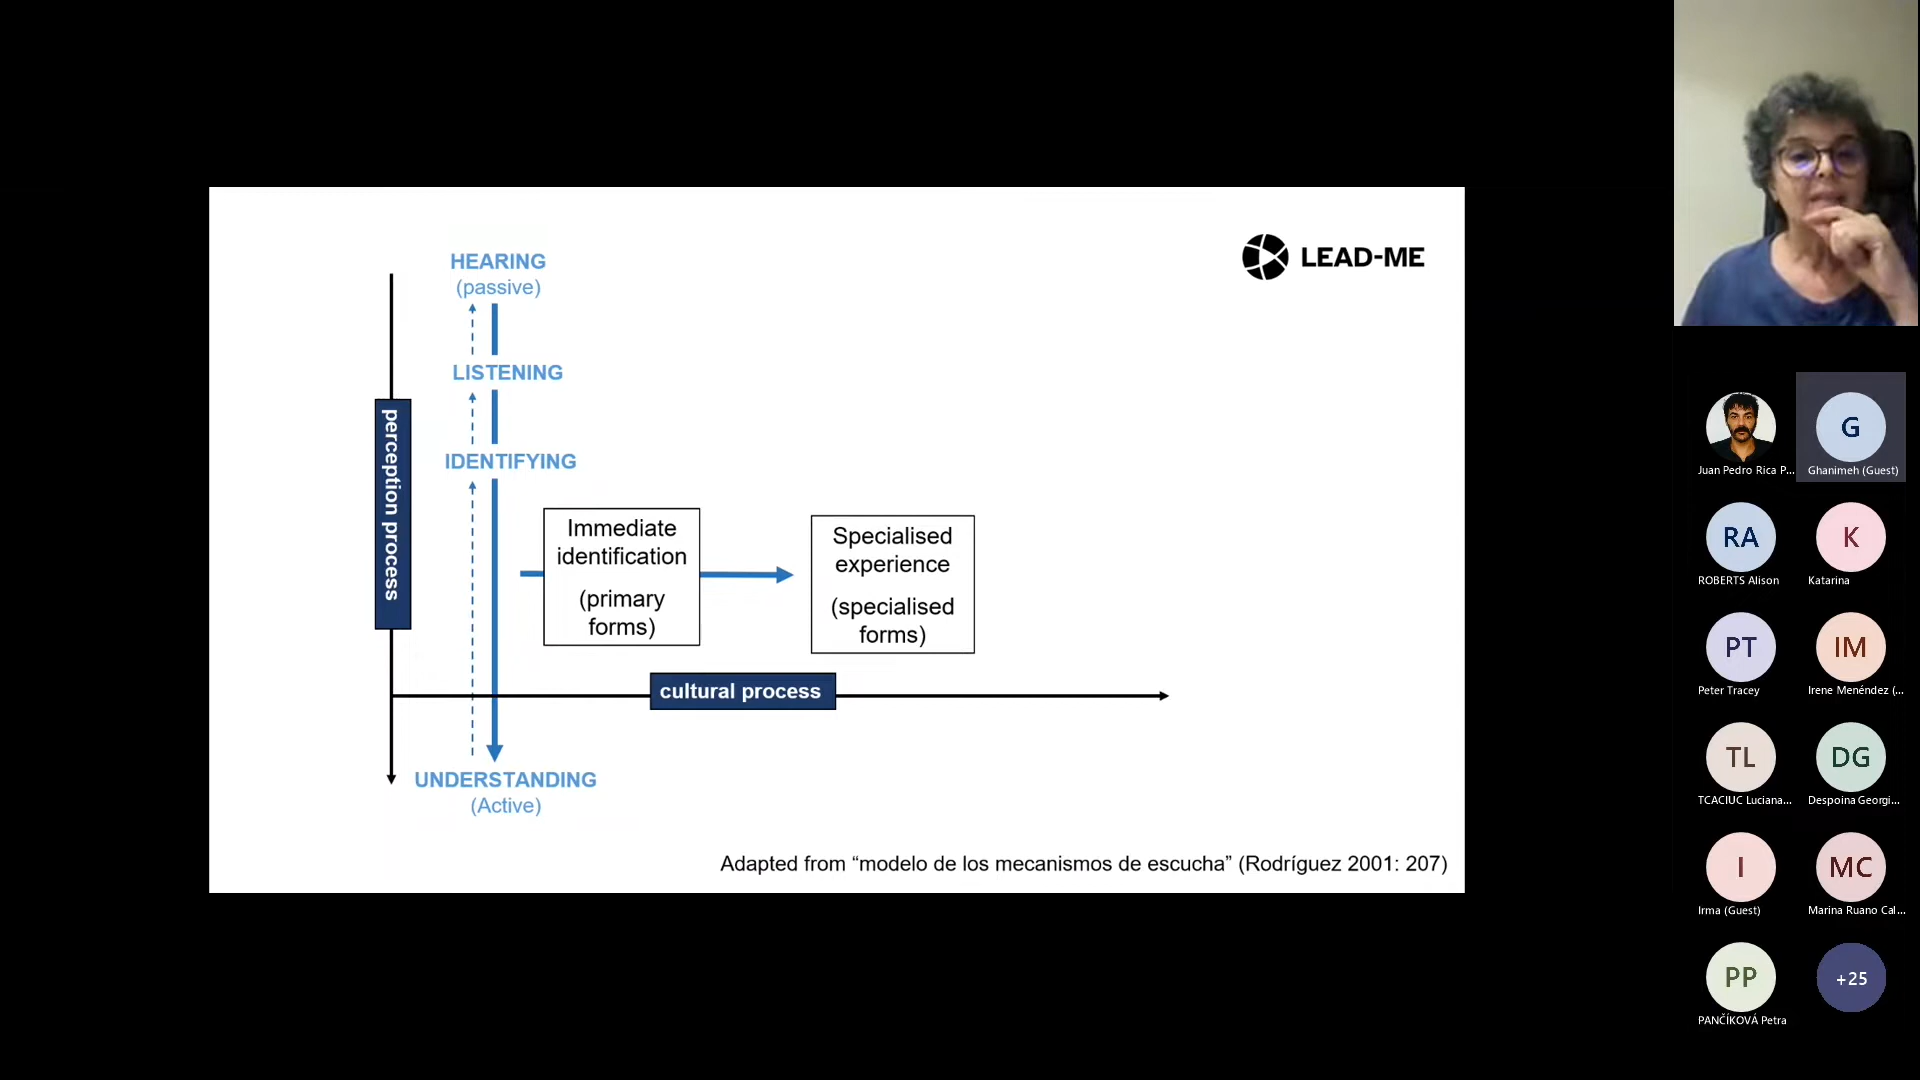 HEARING
(passive)
LISTENING
IDENTIFYING
perception process
Immediate
identification
(primary
forms)
Specialised
experience
(specialised
forms)
cultural process
UNDERSTANDING
(Active)
LEAD-ME
Adapted from “modelo de los mecanismos de escucha” (Rodríguez 2001: 207)
Juan Pedro Rica P...
G
Ghanimeh (Guest)
RA
ROBERTS Alison
K
Katarina
PT
Peter Tracey
IM
Irene Menéndez (...
TL
TCACIUC Luciana...
DG
Despoina Georgi...
I
Irma (Guest)
MC
Marina Ruano Cal...
PP
PANČÍKOVÁ Petra
+25